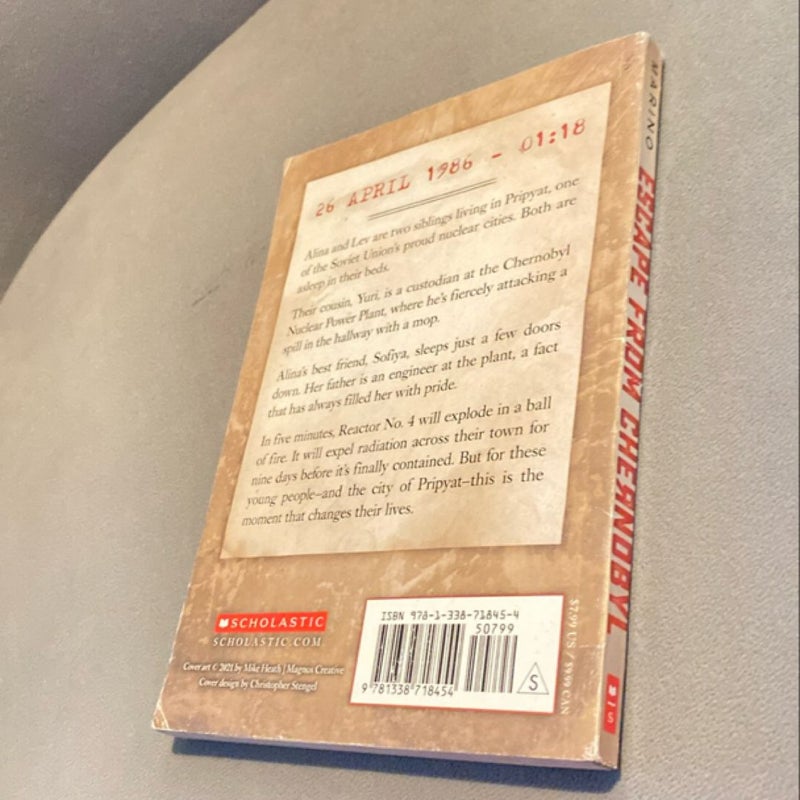 26 APRIL 1986 - 01:18
Alina and Lev are two siblings living in Pripyat, one
of the Soviet Union's proud nuclear cities. Both are
asleep in their beds.
Their cousin, Yuri, is a custodian at the Chernobyl
Nuclear Power Plant, where he's fiercely attacking a
spill in the hallway with a mop.
Alina's best friend, Sofiya, sleeps just a few doors
down. Her father is an engineer at the plant, a fact
that has always filled her with pride.
In five minutes, Reactor No. 4 will explode in a ball
of fire. It will expel radiation across their town for
nine days before it's finally contained. But for these
young people—and the city of Pripyat—this is the
moment that changes their lives.
SCHOLASTIC
SCHOLASTIC.COM
Cover art © 2021 by Mike Heath | Magnus Creative
Cover design by Christopher Stengel
ISBN 978-1-338-71845-4
50799
9 781338 718454
S
$7.99 US / $9.99 CAN
MARINO
ESCAPE FROM CHERNOBYL
S